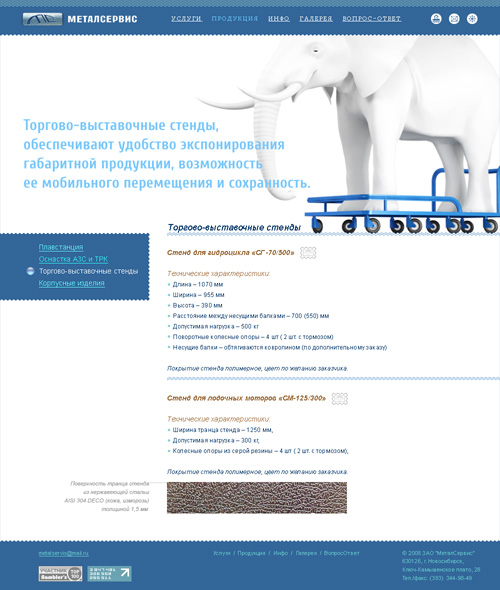 МЕТАЛСЕРВИС
УСЛУГИ ПРОДУКЦИЯ ИНФО ГАЛЕРЕЯ ВОПРОС-ОТВЕТ
Торгово-выставочные стенды,
обеспечивают удобство экспонирования
габаритной продукции, возможность
ее мобильного перемещения и сохранность.
Торгово-выставочные стенды
Плавстанция
Оснастка АЗС и ТРК
Торгово-выставочные стенды
Корпусные изделия
Стенд для гидроцикла «СГ-70/500»
Технические характеристики:
Длина – 1070 мм
Ширина – 955 мм
Высота – 390 мм
Расстояние между несущими балками – 700 (550) мм
Допустимая нагрузка – 500 кг
Поворотные колесные опоры – 4 шт ( 2 шт. с тормозом)
Несущие балки – обтягиваются ковролином (по дополнительному заказу)
Покрытие стенда полимерное, цвет по желанию заказчика.
Стенд для лодочных моторов «СМ-125/300»
Технические характеристики:
Ширина транца стенда – 1250 мм,
Допустимая нагрузка – 300 кг,
Колесные опоры из серой резины – 4 шт ( 2 шт. с тормозом),
Покрытие стенда полимерное, цвет по желанию заказчика.
Поверхность транца стенда
из нержавеющей стали
AISI 304 DECO (кожа, изморозь)
толщиной 1,5 мм
metalservis@mail.ru
Услуги / Продукция / Инфо / Галерея / ВопросОтвет
© 2008 ЗАО "МеталСервис"
630126, г.Новосибирск,
Ключ-Камышенское плато, 28
Тел./факс: (383) 344-98-49
УЧАСТНИК
Rambler's
TOP 100